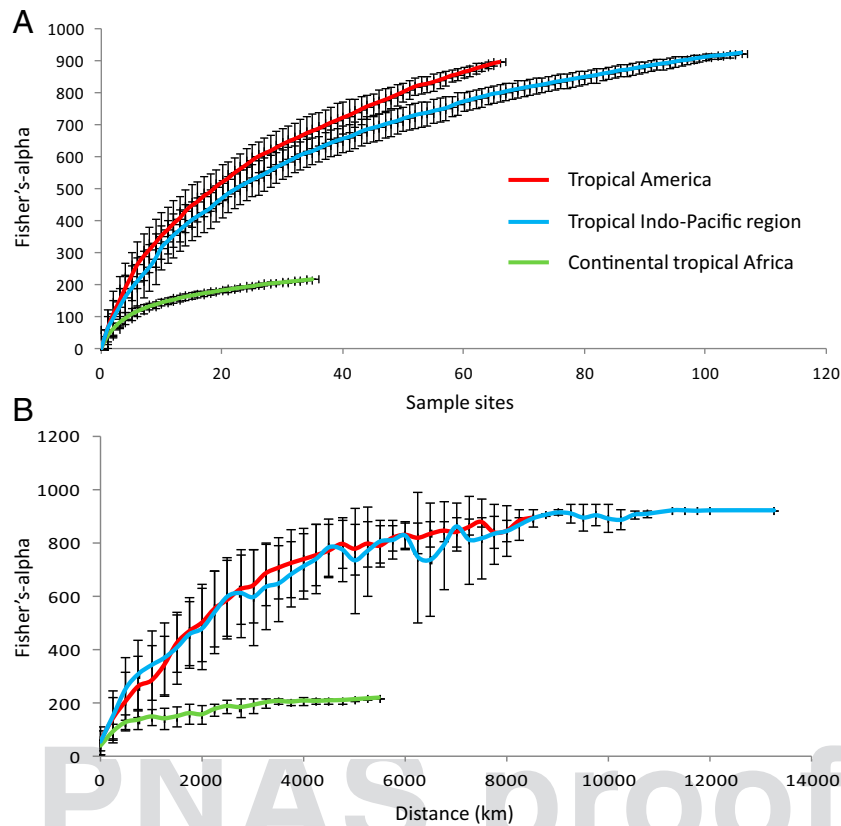 A
1000
900
800
700
600
500
400
300
200
100
0
Fisher's-alpha
Tropical America
Tropical Indo-Pacific region
Continental tropical Africa
0 20 40 60 80 100 120
Sample sites
B
1200
1000
800
600
400
200
0
Fisher's-alpha
0 2000 4000 6000 8000 10000 12000 14000
Distance (km)
PNAS proof